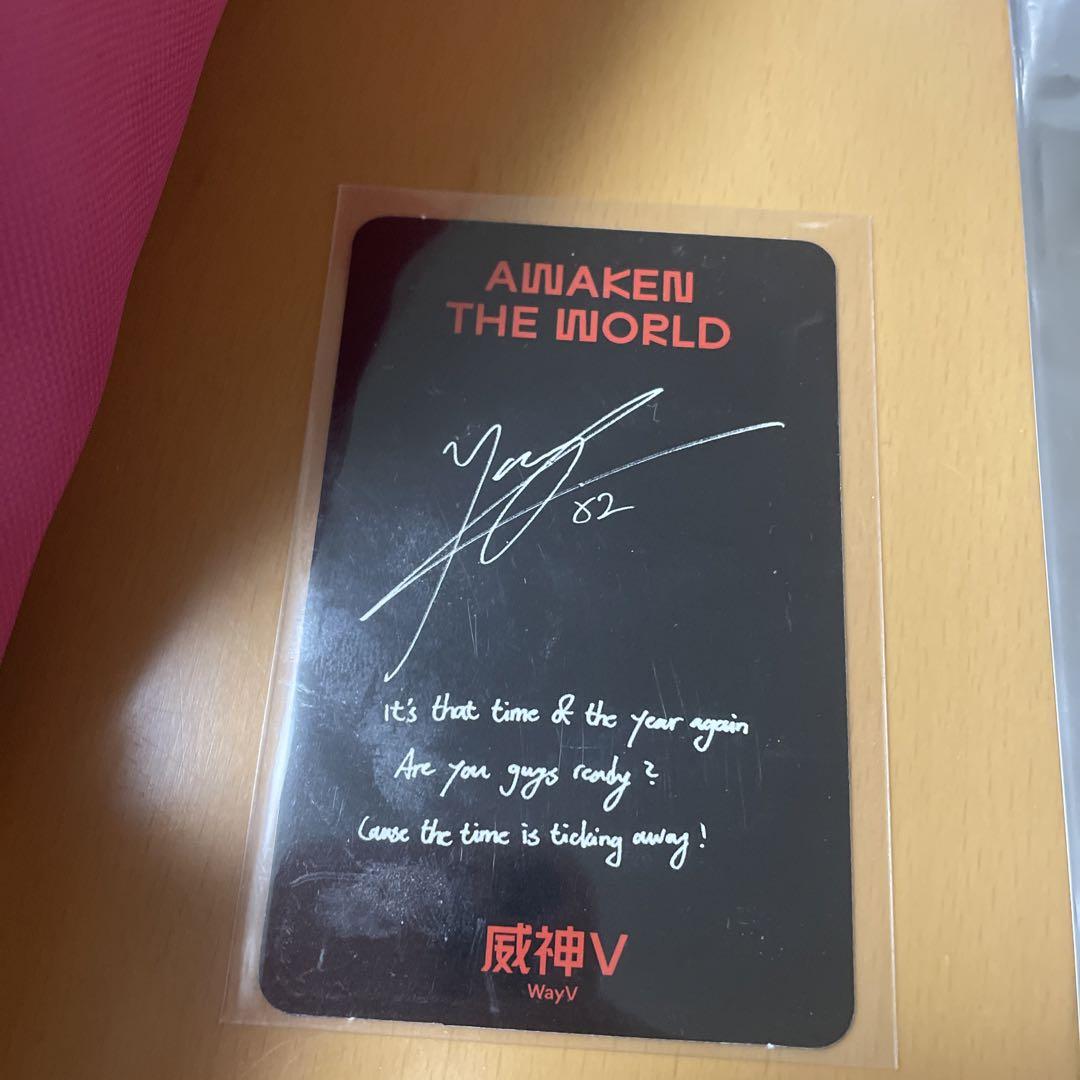 AWAKEN
THE WORLD
It's that time of the year again
Are you guys ready?
Cause the time is ticking away!
威神V
WayV